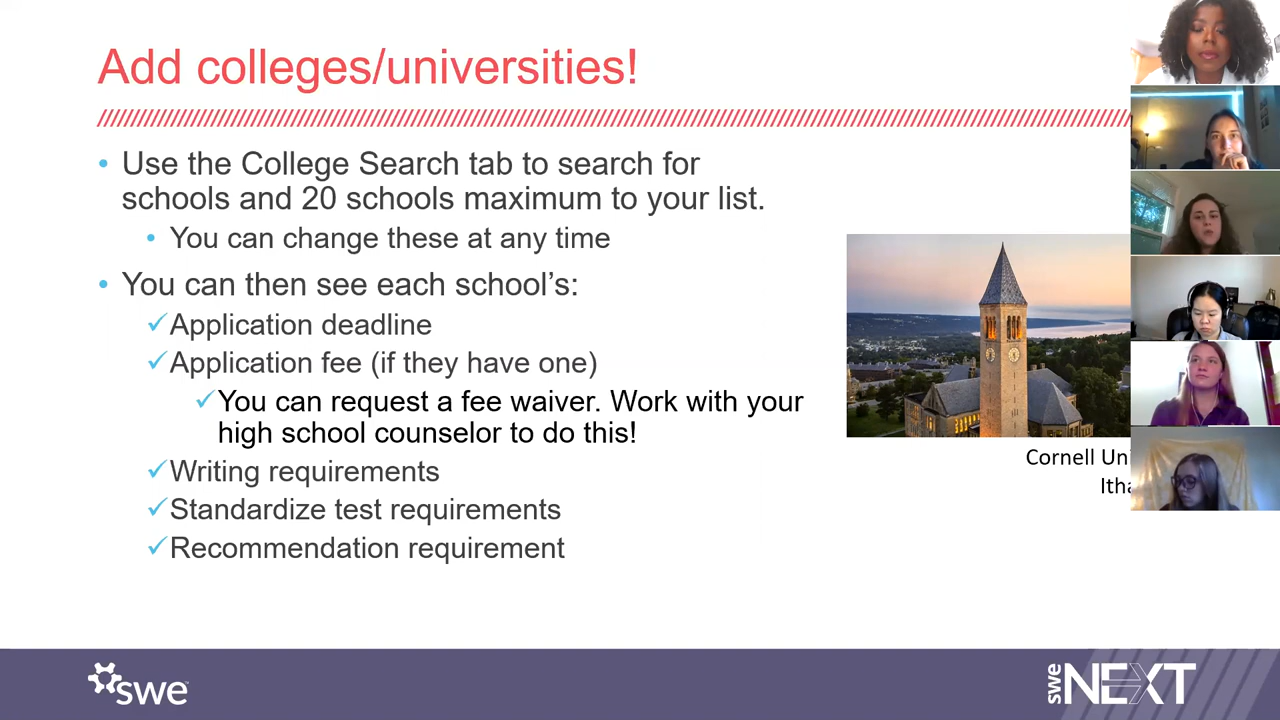 Add colleges/universities!
• Use the College Search tab to search for
schools and 20 schools maximum to your list.
• You can change these at any time
• You can then see each school's:
✓Application deadline
✓Application fee (if they have one)
✓You can request a fee waiver. Work with your
high school counselor to do this!
✓Writing requirements
✓Standardize test requirements
✓Recommendation requirement
Cornell
swe
swe NEXT